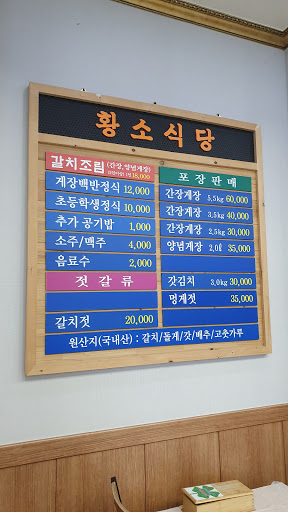 황소식당
갈치조림 (간장,양념게장)
18,000
게장백반정식 12,000
초등학생정식 10,000
추가 공기밥 1,000
소주/맥주 4,000
음료수 2,000
젓갈류
갈치젓 20,000
포장판매
간장게장 5,5kg 60,000
간장게장 3,5kg 40,000
간장게장 2,5kg 30,000
양념게장 2,0ℓ 35,000
갓김치 3,0kg 30,000
멍게젓 35,000
원산지(국내산) : 갈치/돌게/갓/배추/고춧가루